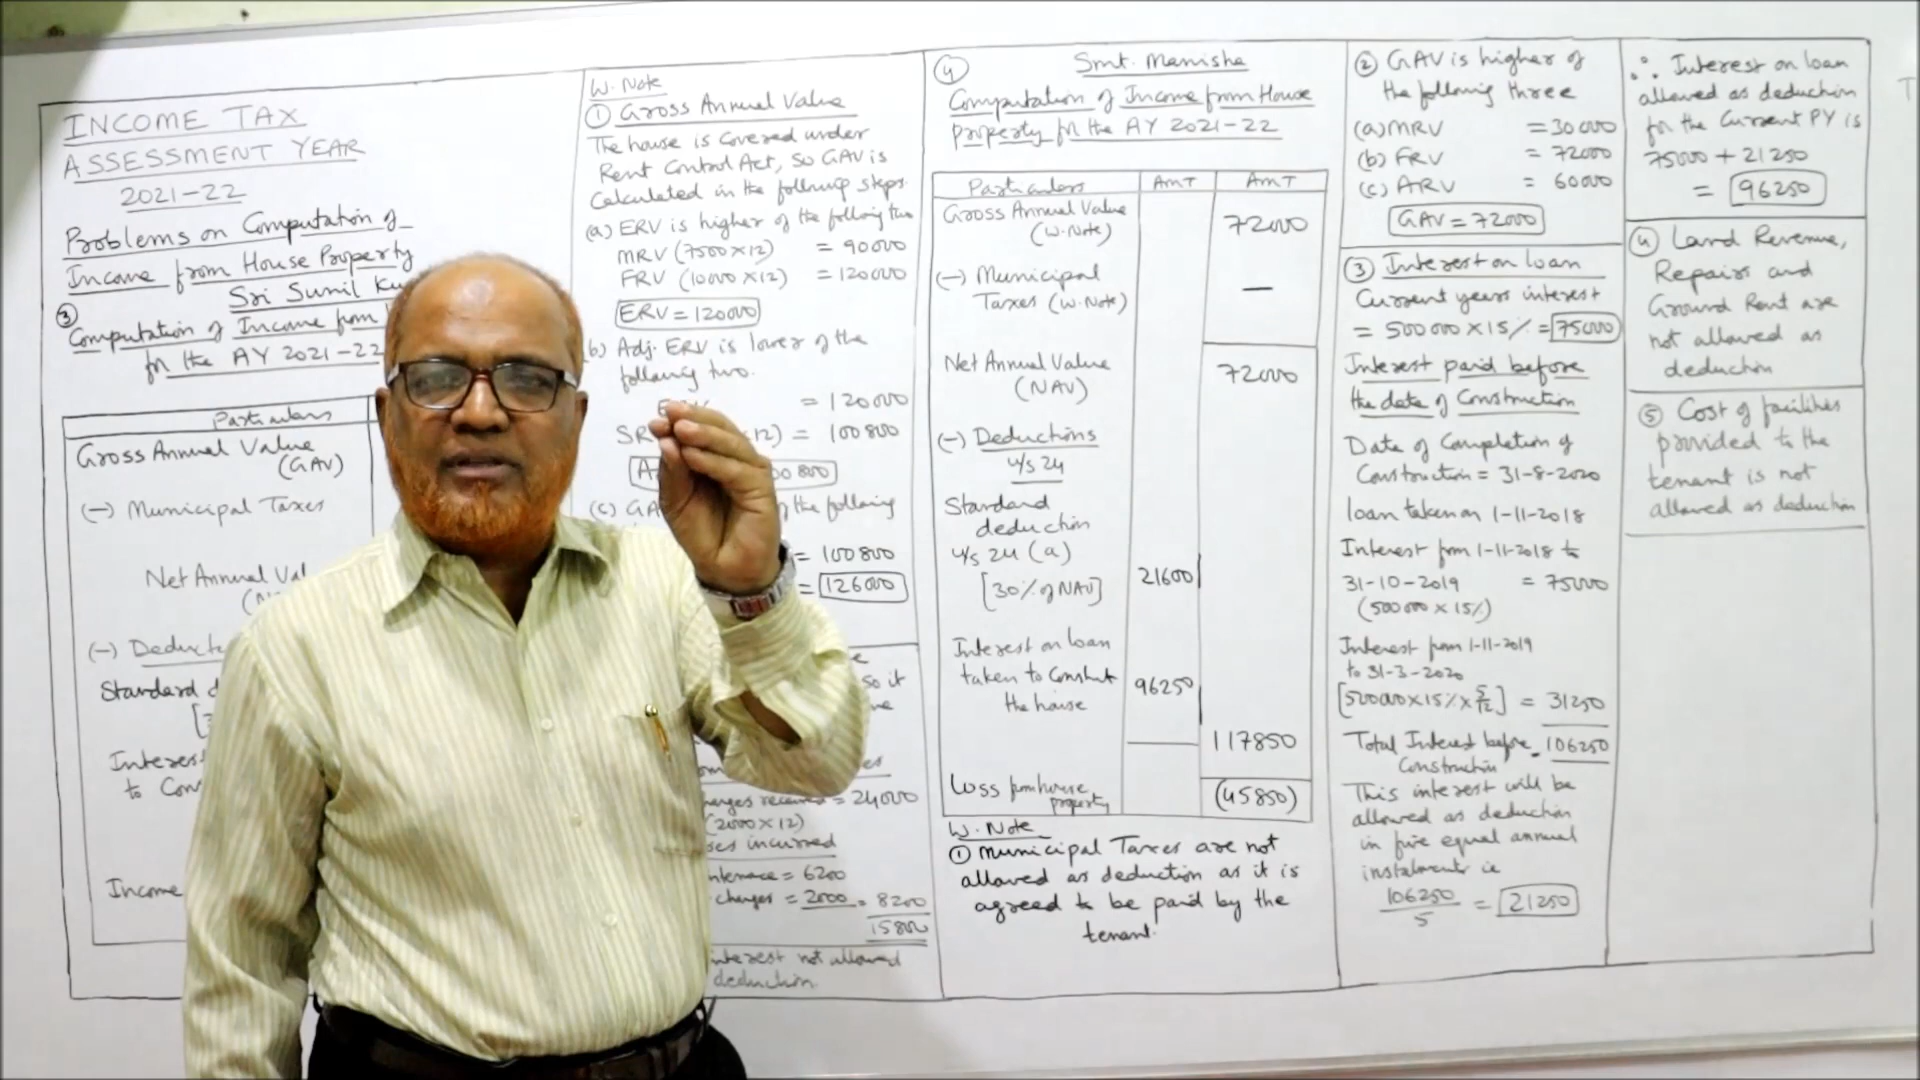 INCOME TAX
ASSESSMENT YEAR
2021-22
Problems on Computation of
Income from House Property
Sri Sunil Ku
③
Computation of Income from
for the AY 2021-22
Particulars
Gross Annual Value
(GAV)
(-) Municipal Taxes
Net Annual Val
(-) Deducti
Standard d
Interes
to Cons
Income
W. Note
① Gross Annual Value
The house is covered under
Rent Control Act, So GAV is
Calculated in the following steps.
(a) ERV is higher of the following two
MRV (7500×12) = 90000
FRV (10000×12) = 120000
ERV = 120000
b) Adj. ERV is lower of the
following two.
= 120000
SR ×12) = 100800
A 00800
(c) GA of the following
= 100800
= 126000
so it
charges received = 24000
(2000×12)
ses incurred
ntenace = 6200
charges = 2000 = 8200
15800
interest not allowed
deduction.
④ Smt. Manisha
Computation of Income from House
property for the AY 2021-22
Particulars AMT AMT
Gross Annual Value
(W.Note) 72000
(-) Municipal
Taxes (W.Note) —
Net Annual Value
(NAV) 72000
(-) Deductions
u/s 24
Standard
deduction
u/s 24 (a)
[30% of NAV] 21600
Interest on loan
taken to Construt 96250
the house
117850
Loss from house
property (45850)
W. Note
① Municipal Taxes are not
allowed as deduction as it is
agreed to be paid by the
tenant.
② GAV is higher of
the following three
(a) MRV = 30000
(b) FRV = 72000
(c) ARV = 60000
GAV = 72000
③ Interest on loan
Current years interest
= 500000×15% = 75000
Interest paid before
the date of Construction
Date of Completion of
Construction = 31-8-2020
loan taken on 1-11-2018
Interest from 1-11-2018 to
31-10-2019 = 75000
(500000×15%)
Interest from 1-11-2019
to 31-3-2020
[500000×15%×5/12] = 31250
Total Interest before = 106250
Construction
This interest will be
allowed as deduction
in five equal annual
instalments ie
106250/5 = 21250
∴ Interest on loan
allowed as deduction
for the Current PY is
75000 + 21250
= 96250
④ Land Revenue,
Repairs and
Ground Rent are
not allowed as
deduction
⑤ Cost of facilities
provided to the
tenant is not
allowed as deduction
T